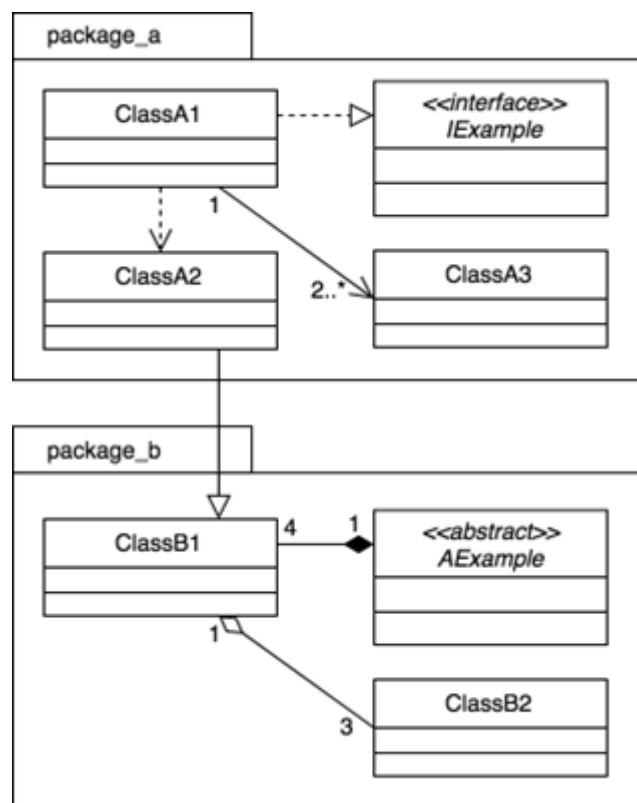 package_a
ClassA1
<<interface>>
IExample
1
ClassA2
2..*
ClassA3
package_b
ClassB1
4
1
<<abstract>>
AExample
1
ClassB2
3